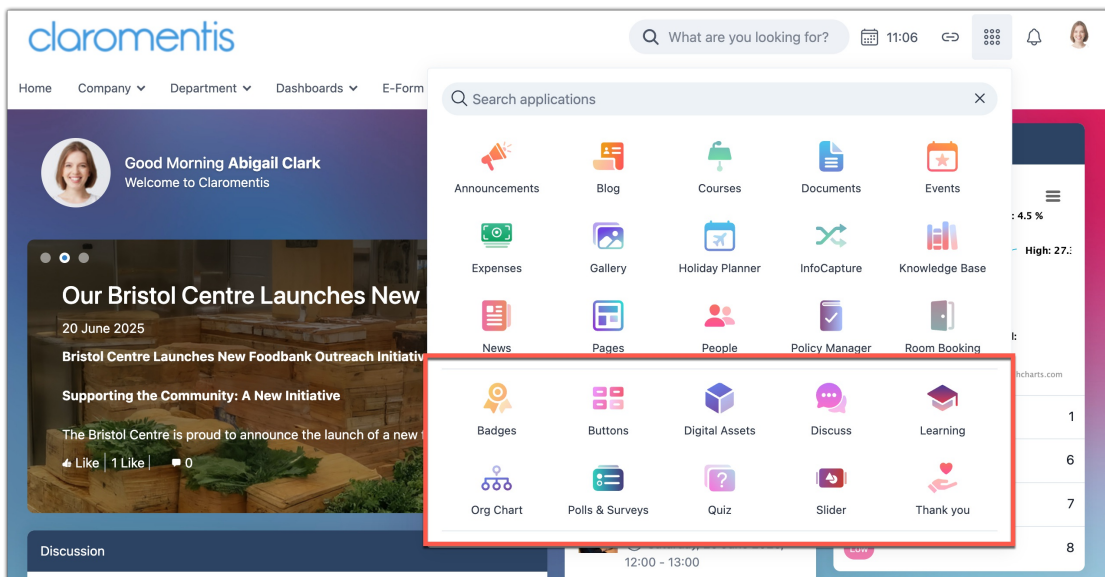 claromentis
What are you looking for?
11:06
Home
Company
Department
Dashboards
E-Form
Search applications
Good Morning Abigail Clark
Welcome to Claromentis
Announcements
Blog
Courses
Documents
Events
: 4.5 %
Expenses
Gallery
Holiday Planner
InfoCapture
Knowledge Base
High: 27.
Our Bristol Centre Launches New
20 June 2025
News
Pages
People
Policy Manager
Room Booking
Bristol Centre Launches New Foodbank Outreach Initiativ
hcharts.com
Supporting the Community: A New Initiative
Badges
Buttons
Digital Assets
Discuss
Learning
1
The Bristol Centre is proud to announce the launch of a new
Like
1 Like
0
6
Org Chart
Polls & Surveys
Quiz
Slider
Thank you
7
Discussion
Low
8
12:00 - 13:00